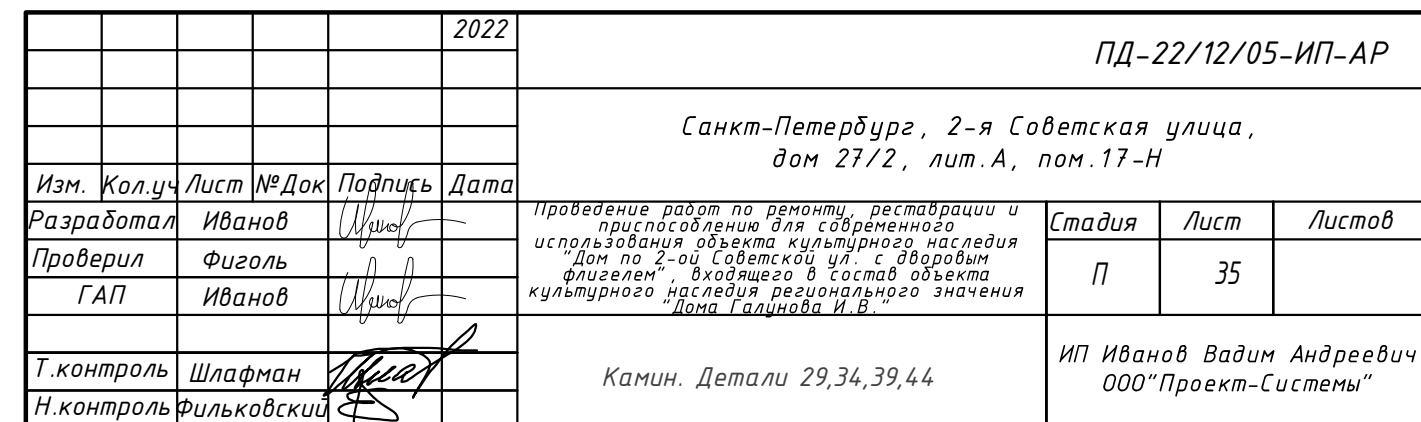 2022
ПД-22/12/05-ИП-АР
Санкт-Петербург, 2-я Советская улица,
дом 27/2, лит.А, пом.17-Н
Изм. Кол.уч Лист №Док Подпись Дата
Разработал Иванов
Проверил Фиголь
ГАП Иванов
Т.контроль Шлафман
Н.контроль Фильковский
Проведение работ по ремонту, реставрации и
приспособлению для современного
использования объекта культурного наследия
"Дом по 2-ой Советской ул. с дворовым
флигелем", входящего в состав объекта
культурного наследия регионального значения
"Дома Галунова И.В."
Стадия Лист Листов
П 35
Камин. Детали 29,34,39,44
ИП Иванов Вадим Андреевич
ООО"Проект-Системы"